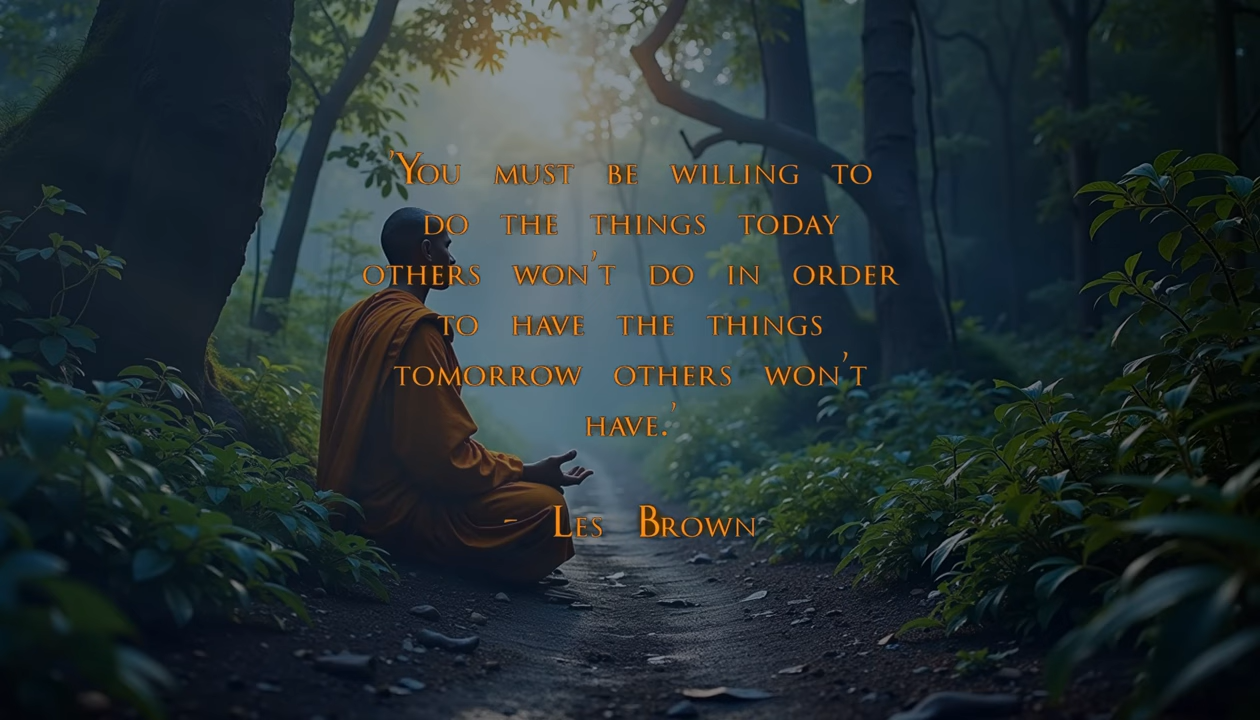 'You must be willing to
do the things today
others won't do in order
to have the things
tomorrow others won't
have.'
- Les Brown